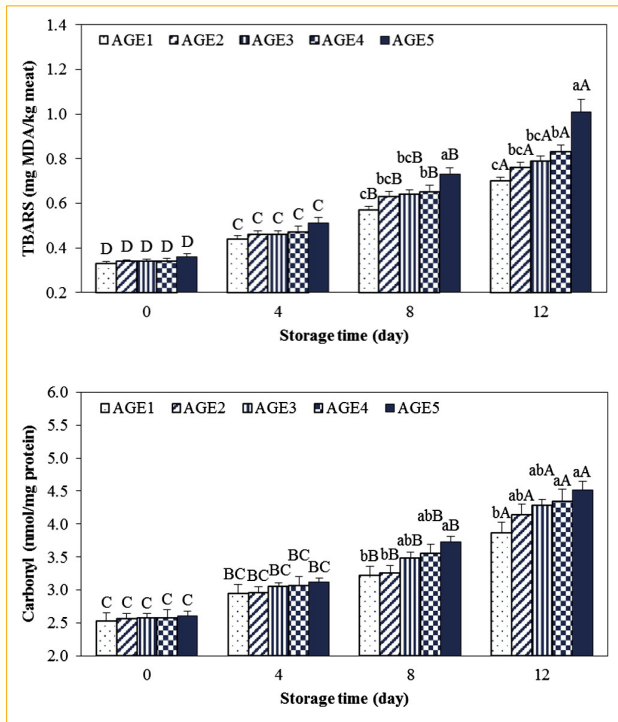 1.4
AGE1 AGE2 AGE3 AGE4 AGE5
1.2
aA
1.0
bcA bA
bcA
aB
cA
0.8
bcB
bcB bB
cB
C C C C C
0.6
D D D D D
0.4
0.2
0 4 8 12
Storage time (day)
TBARS (mg MDA/kg meat)
6.0
AGE1 AGE2 AGE3 AGE4 AGE5
5.5
abA aA
abA aA
5.0
abB aB
bA
4.5
abB
BC BC
bB bB
4.0
BC BC BC
3.5
C C C C C
3.0
2.5
2.0
0 4 8 12
Storage time (day)
Carbonyl (nmol/mg protein)